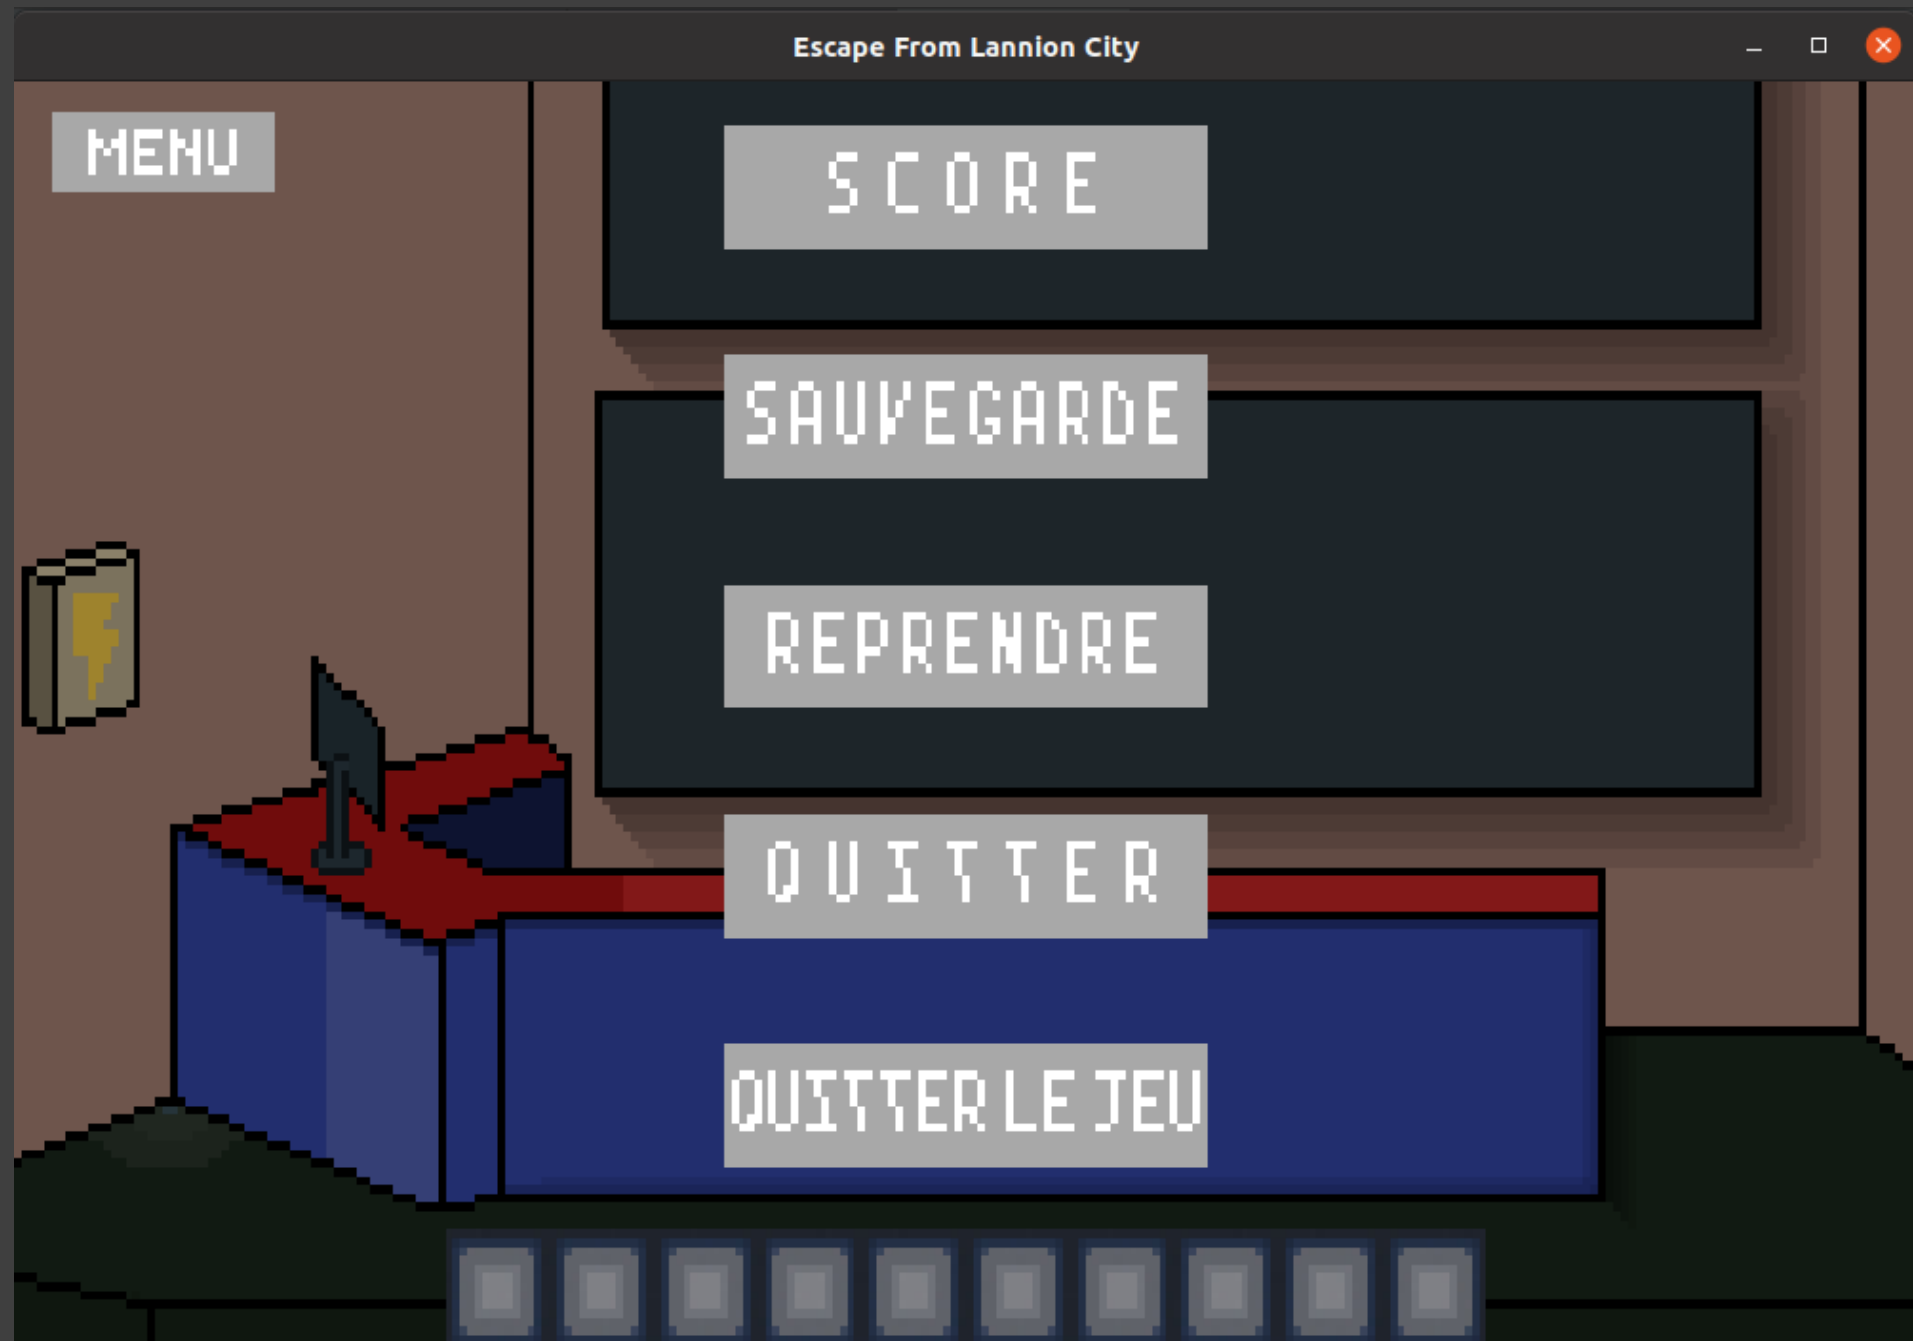 Escape From Lannion City
MENU
SCORE
SAUVEGARDE
REPRENDRE
QUITTER
QUITTER LE JEU